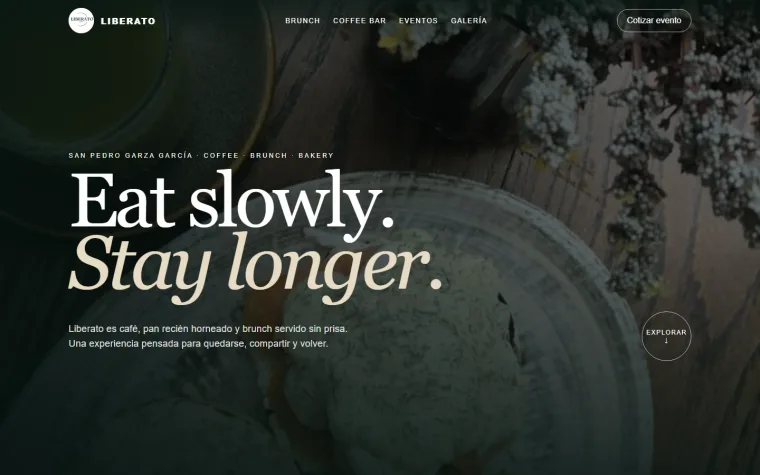 LIBERATO
LIBERATO
BRUNCH
COFFEE BAR
EVENTOS
GALERÍA
Cotizar evento
SAN PEDRO GARZA GARCÍA · COFFEE · BRUNCH · BAKERY
Eat slowly.
Stay longer.
Liberato es café, pan recién horneado y brunch servido sin prisa.
Una experiencia pensada para quedarse, compartir y volver.
EXPLORAR
↓